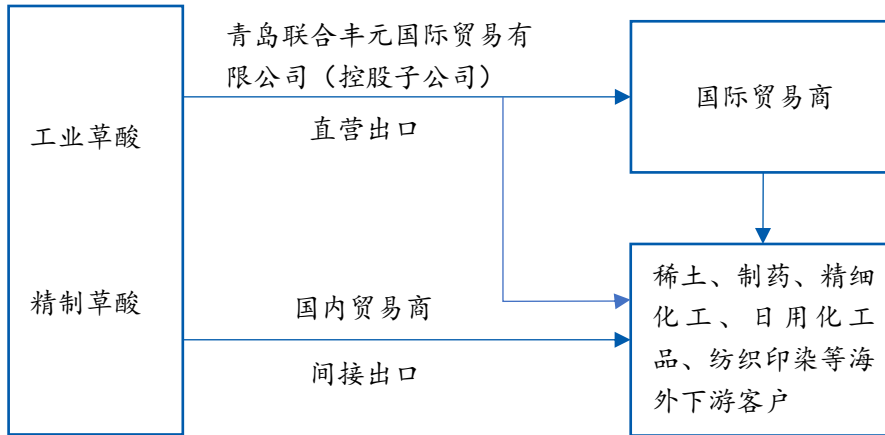 青岛联合丰元国际贸易有
限公司（控股子公司）
直营出口
国际贸易商
工业草酸
精制草酸
国内贸易商
间接出口
稀土、制药、精细
化工、日用化工
品、纺织印染等海
外下游客户